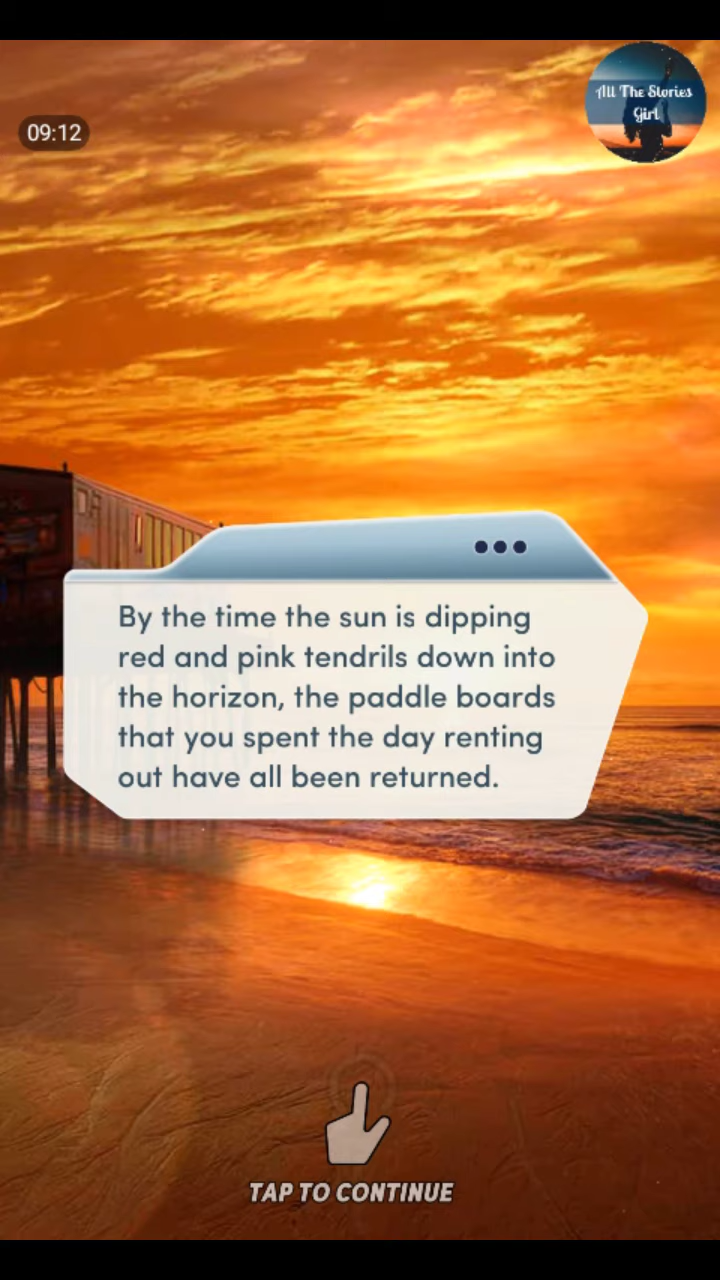 All The Stories
Girl
09:12
By the time the sun is dipping
red and pink tendrils down into
the horizon, the paddle boards
that you spent the day renting
out have all been returned.
TAP TO CONTINUE